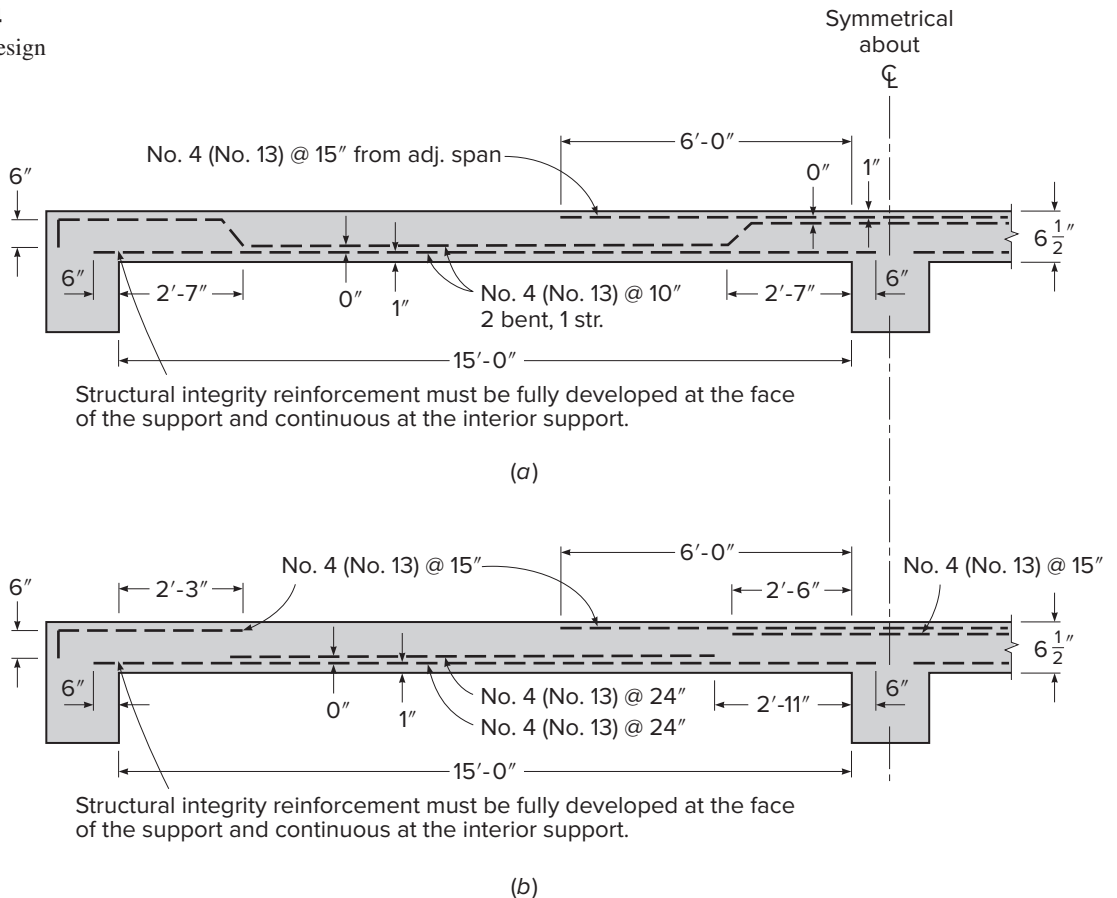 esign
Symmetrical
about
℄
No. 4 (No. 13) @ 15″ from adj. span
6′-0″
0″
1″
6″
6 1/2″
6″
2′-7″
0″
1″
No. 4 (No. 13) @ 10″
2 bent, 1 str.
2′-7″
6″
15′-0″
Structural integrity reinforcement must be fully developed at the face
of the support and continuous at the interior support.
(a)
No. 4 (No. 13) @ 15″
6′-0″
No. 4 (No. 13) @ 15″
6″
2′-3″
2′-6″
6 1/2″
6″
0″
1″
No. 4 (No. 13) @ 24″
No. 4 (No. 13) @ 24″
2′-11″
6″
15′-0″
Structural integrity reinforcement must be fully developed at the face
of the support and continuous at the interior support.
(b)